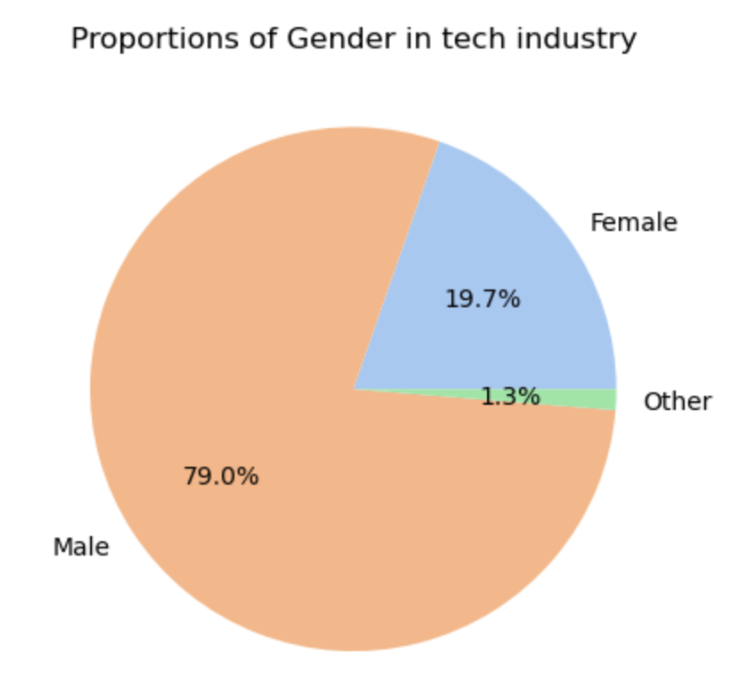 Proportions of Gender in tech industry
Female
19.7%
1.3%
Other
79.0%
Male